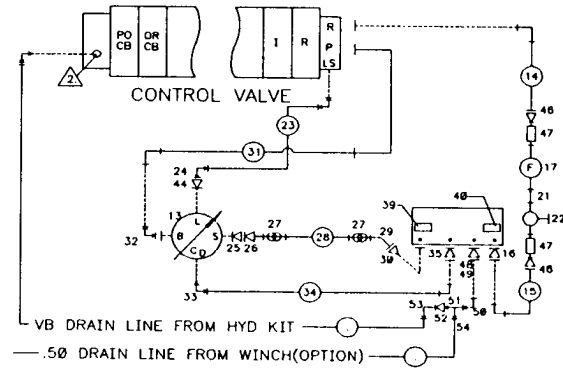 PO OR
CB CB
I R
R
P
LS
2
CONTROL VALVE
14
23
46
47
31
F 17
24
44
21
22
13
L
B S
C D
27
28
27
29
39
40
32
25 26
30
35
48
49
16
47
46
33
34
50
15
53
51
52
54
VB DRAIN LINE FROM HYD KIT
.50 DRAIN LINE FROM WINCH(OPTION)